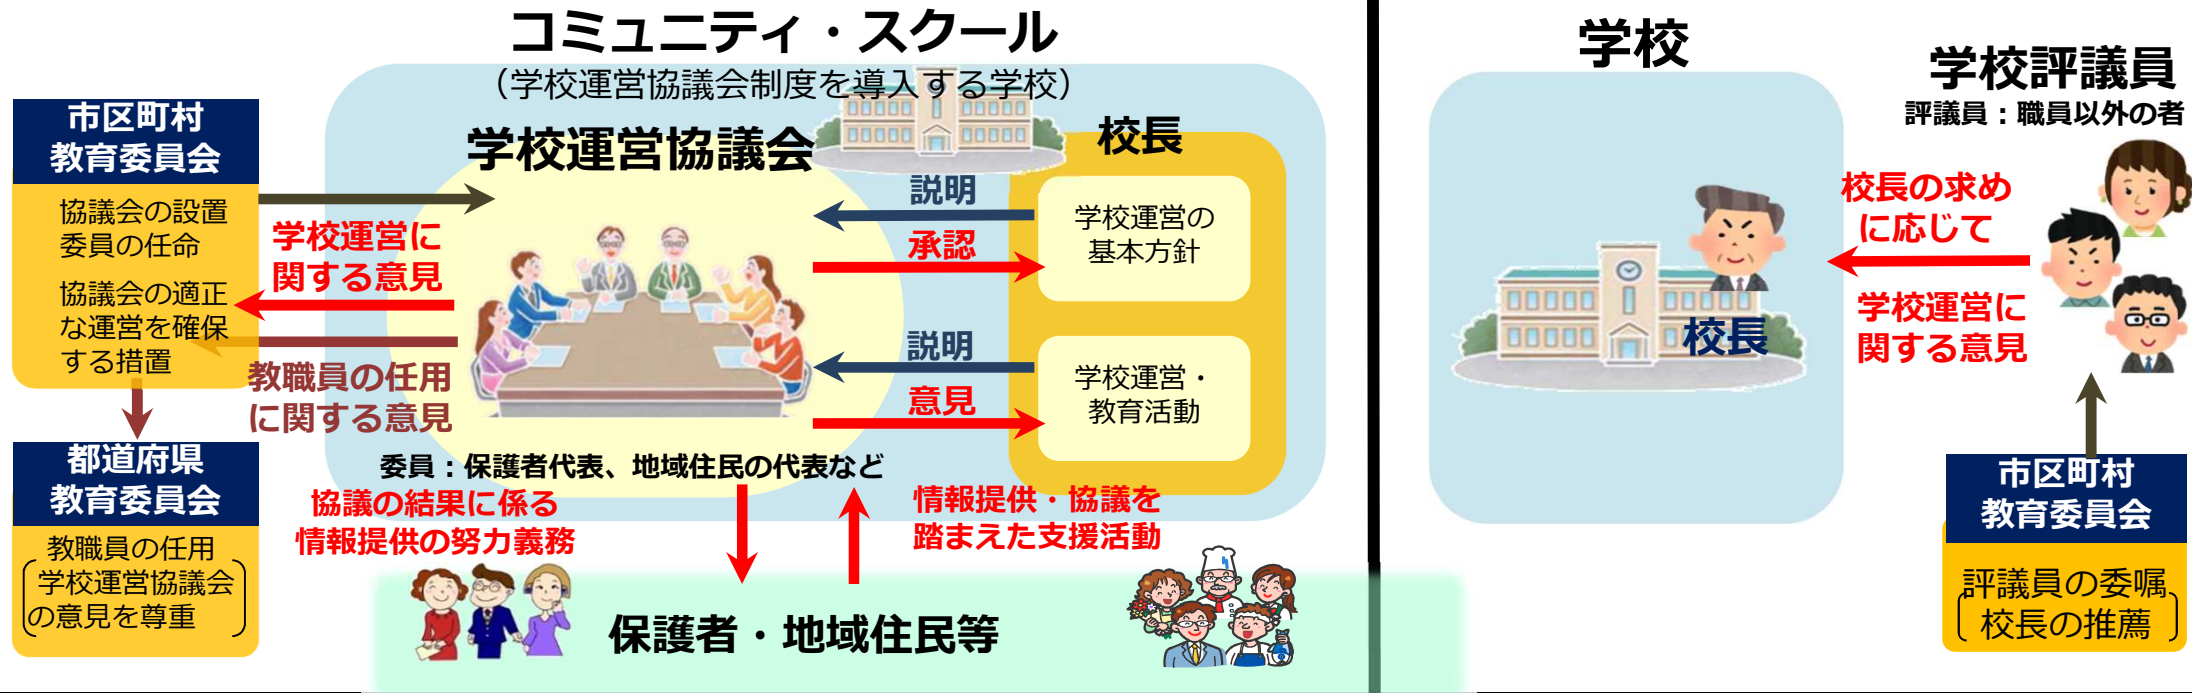 コミュニティ・スクール
（学校運営協議会制度を導入する学校）
市区町村
教育委員会
協議会の設置
委員の任命
協議会の適正
な運営を確保
する措置
学校運営に
関する意見
教職員の任用
に関する意見
都道府県
教育委員会
教職員の任用
学校運営協議会
の意見を尊重
学校運営協議会
校長
説明
承認
学校運営の
基本方針
説明
意見
学校運営・
教育活動
委員：保護者代表、地域住民の代表など
協議の結果に係る
情報提供の努力義務
情報提供・協議を
踏まえた支援活動
保護者・地域住民等
学校
校長
学校評議員
評議員：職員以外の者
校長の求め
に応じて
学校運営に
関する意見
市区町村
教育委員会
評議員の委嘱
校長の推薦